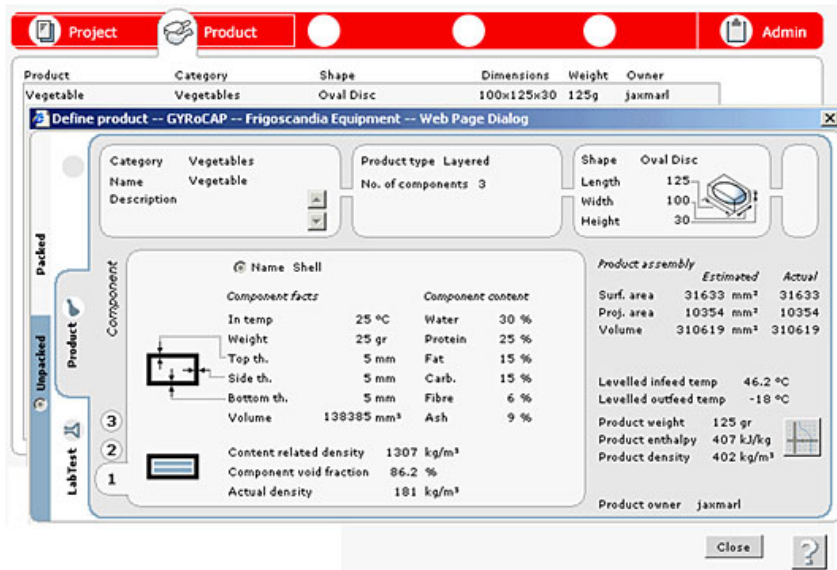 Project Product Admin
Product Category Shape Dimensions Weight Owner
Vegetable Vegetables Oval Disc 100x125x30 125g jaxmarl
Define product -- GYRoCAP -- Frigoscandia Equipment -- Web Page Dialog
Packed
Unpacked
Product
LabTest
Category Vegetables
Name Vegetable
Description
Product type Layered
No. of components 3
Shape Oval Disc
Length 125
Width 100
Height 30
Component
3
2
1
Name Shell
Component facts
In temp 25 ºC
Weight 25 gr
Top th. 5 mm
Side th. 5 mm
Bottom th. 5 mm
Volume 138385 mm³
Component content
Water 30 %
Protein 25 %
Fat 15 %
Carb. 15 %
Fibre 6 %
Ash 9 %
Content related density 1307 kg/m³
Component void fraction 86.2 %
Actual density 181 kg/m³
Product assembly
Estimated Actual
Surf. area 31633 mm² 31633
Proj. area 10354 mm² 10354
Volume 310619 mm³ 310619
Levelled infeed temp 46.2 ºC
Levelled outfeed temp -18 ºC
Product weight 125 gr
Product enthalpy 407 kJ/kg
Product density 402 kg/m³
Product owner jaxmarl
Close ?